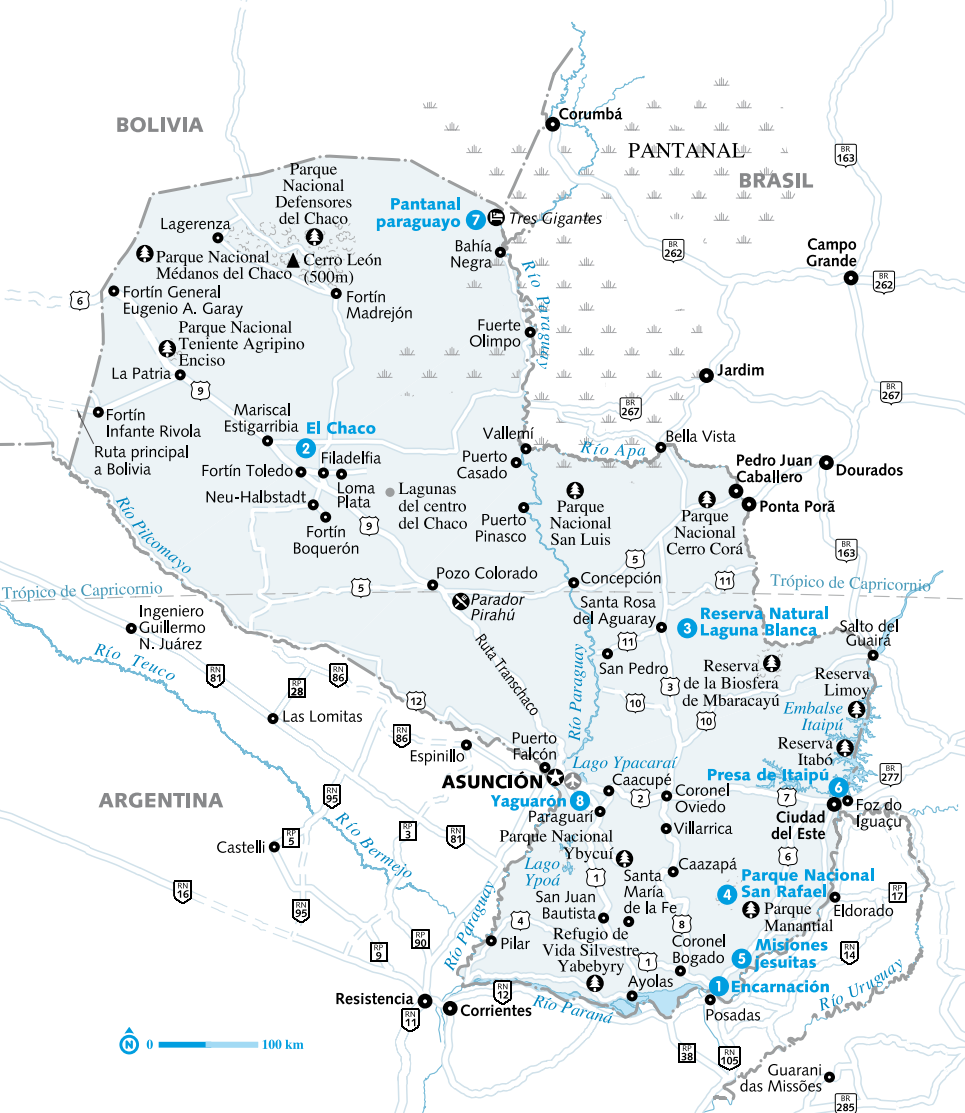 Corumbá
BOLIVIA
PANTANAL
BR
163
BRASIL
Parque
Nacional
Defensores
del Chaco
Pantanal
paraguayo
7
Tres Gigantes
Lagerenza
Bahía
Negra
Campo
Grande
BR
262
BR
262
Parque Nacional
Médanos del Chaco
Cerro León
(500m)
6
Fortín General
Eugenio A. Garay
Fortín
Madrejón
Río Paraguay
Parque Nacional
Teniente Agripino
Enciso
Fuerte
Olimpo
La Patria
9
Jardim
BR
267
BR
267
Fortín
Infante Rivola
Mariscal
Estigarribia
El Chaco
2
Ruta principal
a Bolivia
Vallemí
Río Apa
Bella Vista
Fortín Toledo
Filadelfia
Puerto
Casado
Pedro Juan
Caballero
Dourados
Loma
Plata
Neu-Halbstadt
Lagunas
del centro
del Chaco
Ponta Porã
Río Pilcomayo
Fortín
Boquerón
9
Puerto
Pinasco
Parque
Nacional
San Luis
Parque
Nacional
Cerro Corá
BR
163
5
Pozo Colorado
Concepción
11
Trópico de Capricornio
5
Trópico de Capricornio
Parador
Pirahú
Santa Rosa
del Aguaray
3
Reserva Natural
Laguna Blanca
Ingeniero
Guillermo
N. Juárez
11
Salto del
Guairá
Río Teuco
Ruta Transchaco
Río Paraguay
San Pedro
Reserva
de la Biosfera
de Mbaracayú
Reserva
Limoy
RN
81
RP
28
RN
86
12
3
10
10
Embalse
Itaipú
Las Lomitas
RN
86
Espinillo
Puerto
Falcón
Reserva
Itabó
Lago Ypacaraí
ASUNCIÓN
Caacupé
Presa de Itaipú
6
BR
277
RN
95
Yaguarón
8
2
Coronel
Oviedo
7
ARGENTINA
Paraguarí
Ciudad
del Este
Foz do
Iguaçu
RP
5
RP
3
RN
81
Villarrica
Castelli
Río Bermejo
Parque Nacional
Ybycuí
6
Lago
Ypoá
Caazapá
RN
16
1
Santa
María
de la Fe
4
Parque Nacional
San Rafael
RP
17
RN
95
San Juan
Bautista
Parque
Manantial
Eldorado
Río Paraguay
4
8
RP
9
RP
90
Pilar
Refugio de
Vida Silvestre
Yabebyry
Coronel
Bogado
5
Misiones
Jesuitas
RN
14
1
Resistencia
RN
12
Ayolas
1
Encarnación
Río Uruguay
RN
11
Corrientes
Río Paraná
Posadas
N
0
100 km
RP
38
RN
105
Guarani
das Missões
BR
285